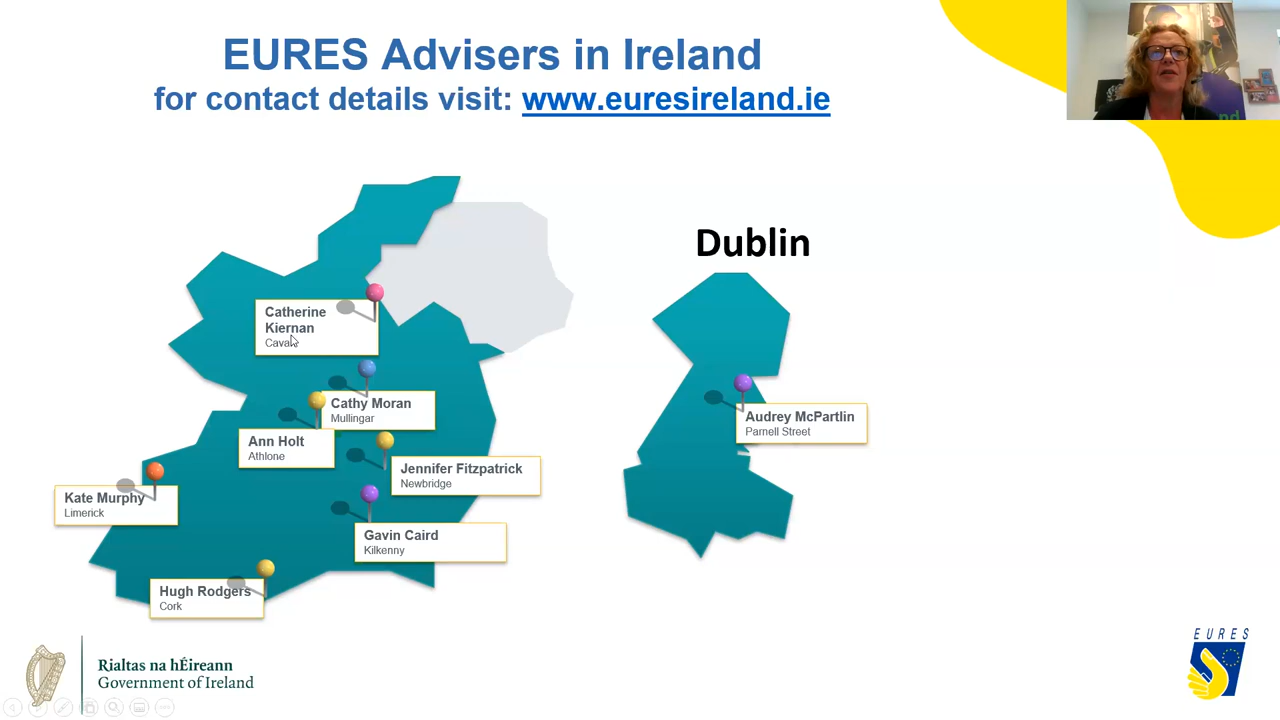 EURES Advisers in Ireland
for contact details visit: www.euresireland.ie
Dublin
Catherine
Kiernan
Cavan
Cathy Moran
Mullingar
Ann Holt
Athlone
Audrey McPartlin
Parnell Street
Jennifer Fitzpatrick
Newbridge
Kate Murphy
Limerick
Gavin Caird
Kilkenny
Hugh Rodgers
Cork
Rialtas na hÉireann
Government of Ireland
EURES
nd